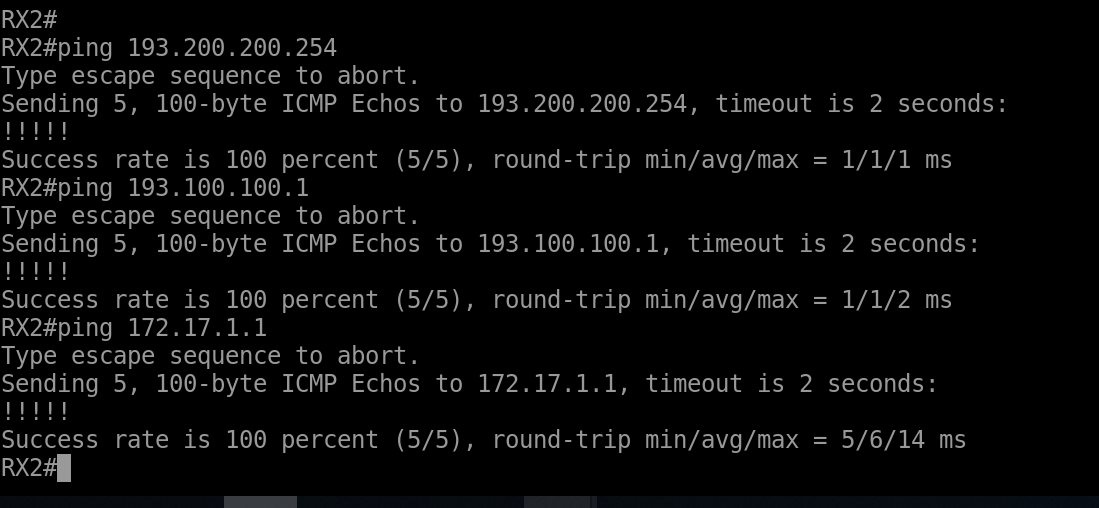 RX2#
RX2#ping 193.200.200.254
Type escape sequence to abort.
Sending 5, 100-byte ICMP Echos to 193.200.200.254, timeout is 2 seconds:
!!!!!
Success rate is 100 percent (5/5), round-trip min/avg/max = 1/1/1 ms
RX2#ping 193.100.100.1
Type escape sequence to abort.
Sending 5, 100-byte ICMP Echos to 193.100.100.1, timeout is 2 seconds:
!!!!!
Success rate is 100 percent (5/5), round-trip min/avg/max = 1/1/2 ms
RX2#ping 172.17.1.1
Type escape sequence to abort.
Sending 5, 100-byte ICMP Echos to 172.17.1.1, timeout is 2 seconds:
!!!!!
Success rate is 100 percent (5/5), round-trip min/avg/max = 5/6/14 ms
RX2#